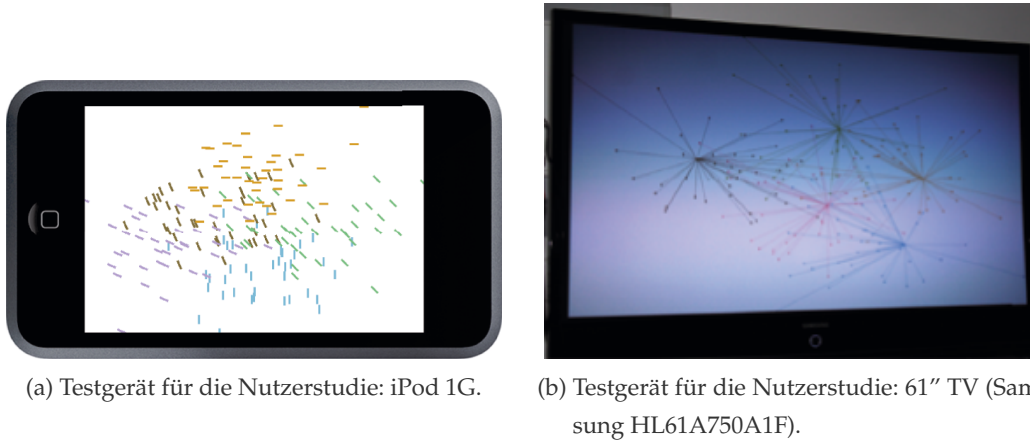 (a) Testgerät für die Nutzerstudie: iPod 1G.
(b) Testgerät für die Nutzerstudie: 61” TV (Sam
sung HL61A750A1F).